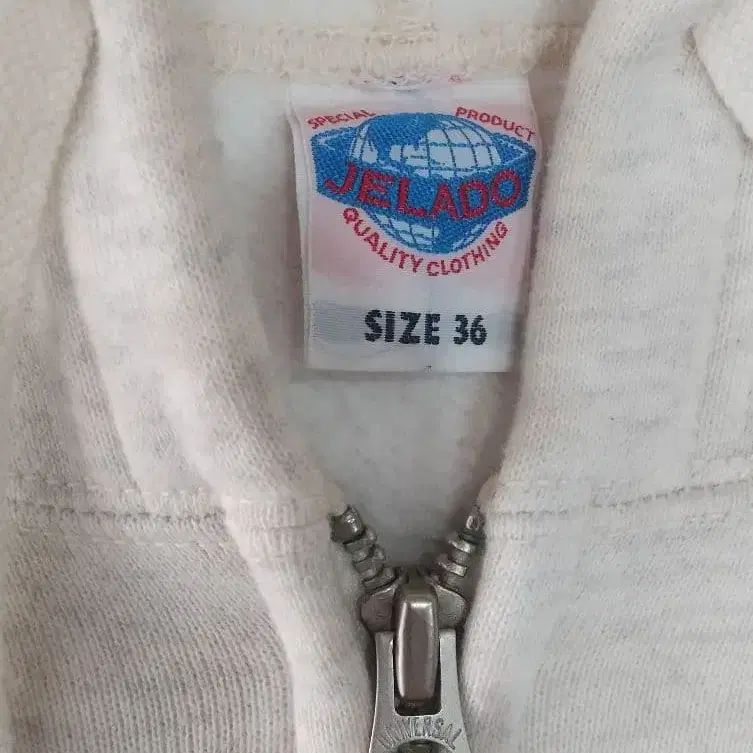 SPECIAL PRODUCT
JELADO
QUALITY CLOTHING
SIZE 36
UNIVERSAL